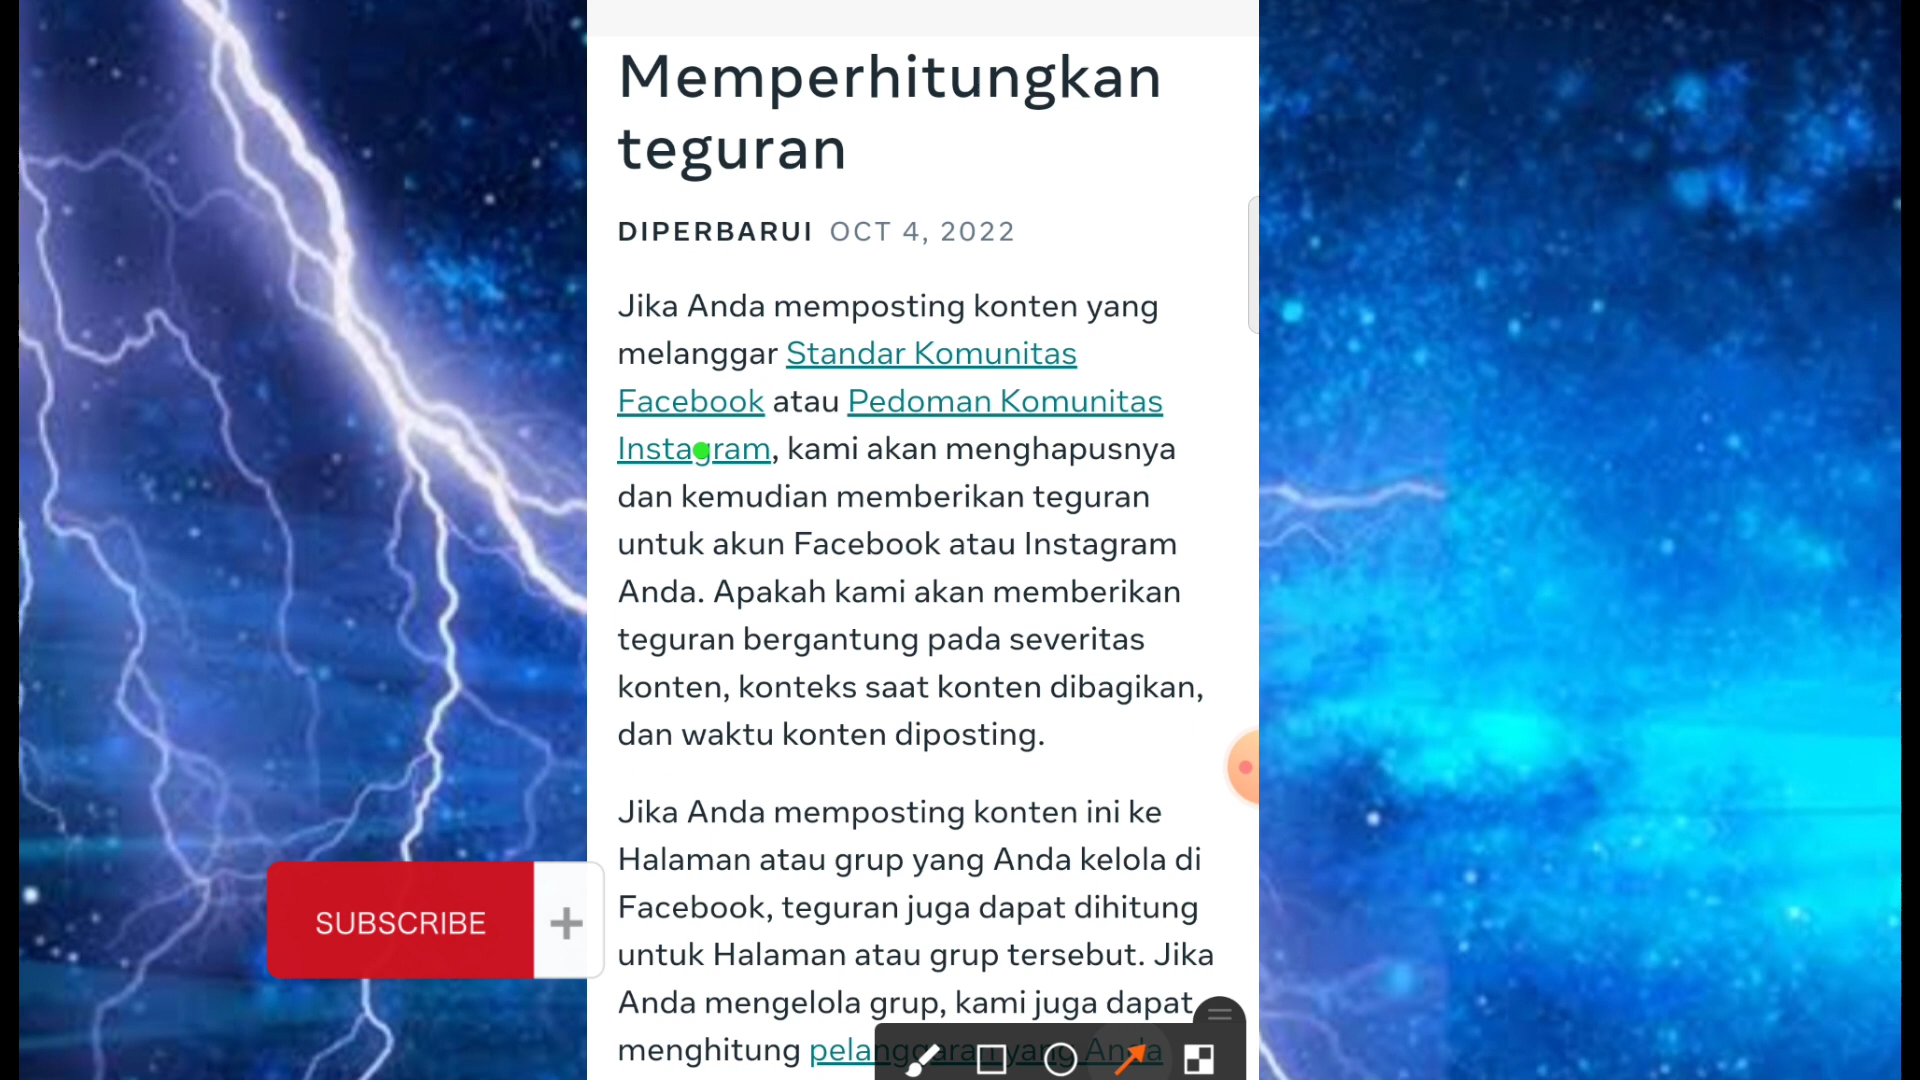 Memperhitungkan
teguran
DIPERBARUI OCT 4, 2022
Jika Anda memposting konten yang
melanggar Standar Komunitas
Facebook atau Pedoman Komunitas
Instagram, kami akan menghapusnya
dan kemudian memberikan teguran
untuk akun Facebook atau Instagram
Anda. Apakah kami akan memberikan
teguran bergantung pada severitas
konten, konteks saat konten dibagikan,
dan waktu konten diposting.
Jika Anda memposting konten ini ke
Halaman atau grup yang Anda kelola di
Facebook, teguran juga dapat dihitung
untuk Halaman atau grup tersebut. Jika
Anda mengelola grup, kami juga dapat
menghitung pelanggaran yang Anda
SUBSCRIBE